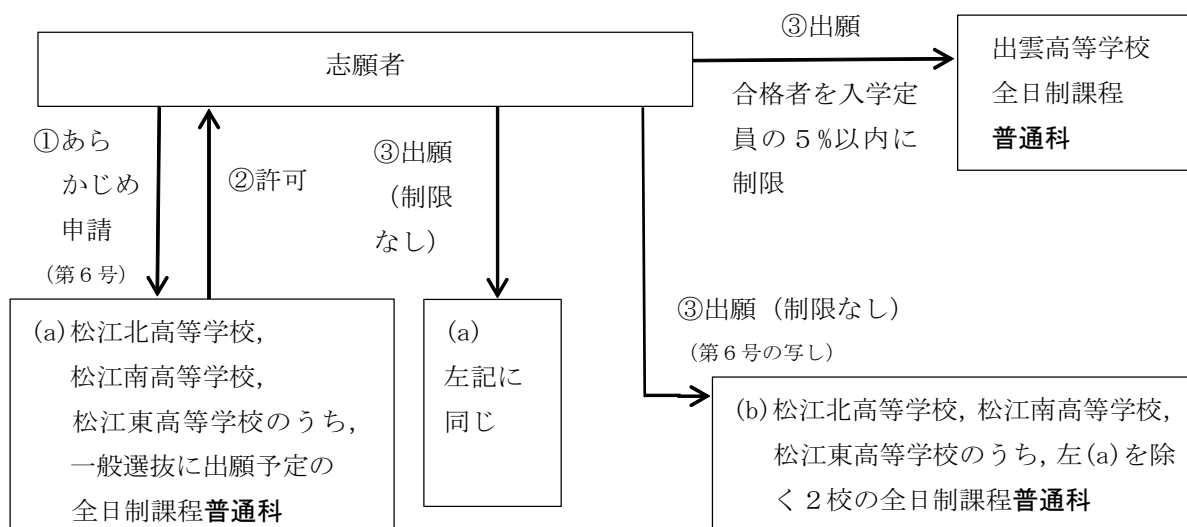 志願者
③出願
合格者を入学定
員の５%以内に
制限
出雲高等学校
全日制課程
普通科
①あら
かじめ
申請
(第６号)
②許可
③出願
（制限
なし）
③出願（制限なし）
(第６号の写し)
(a)松江北高等学校,
松江南高等学校,
松江東高等学校のうち,
一般選抜に出願予定の
全日制課程普通科
(a)
左記に
同じ
(b)松江北高等学校, 松江南高等学校,
松江東高等学校のうち, 左(a)を除
く２校の全日制課程普通科